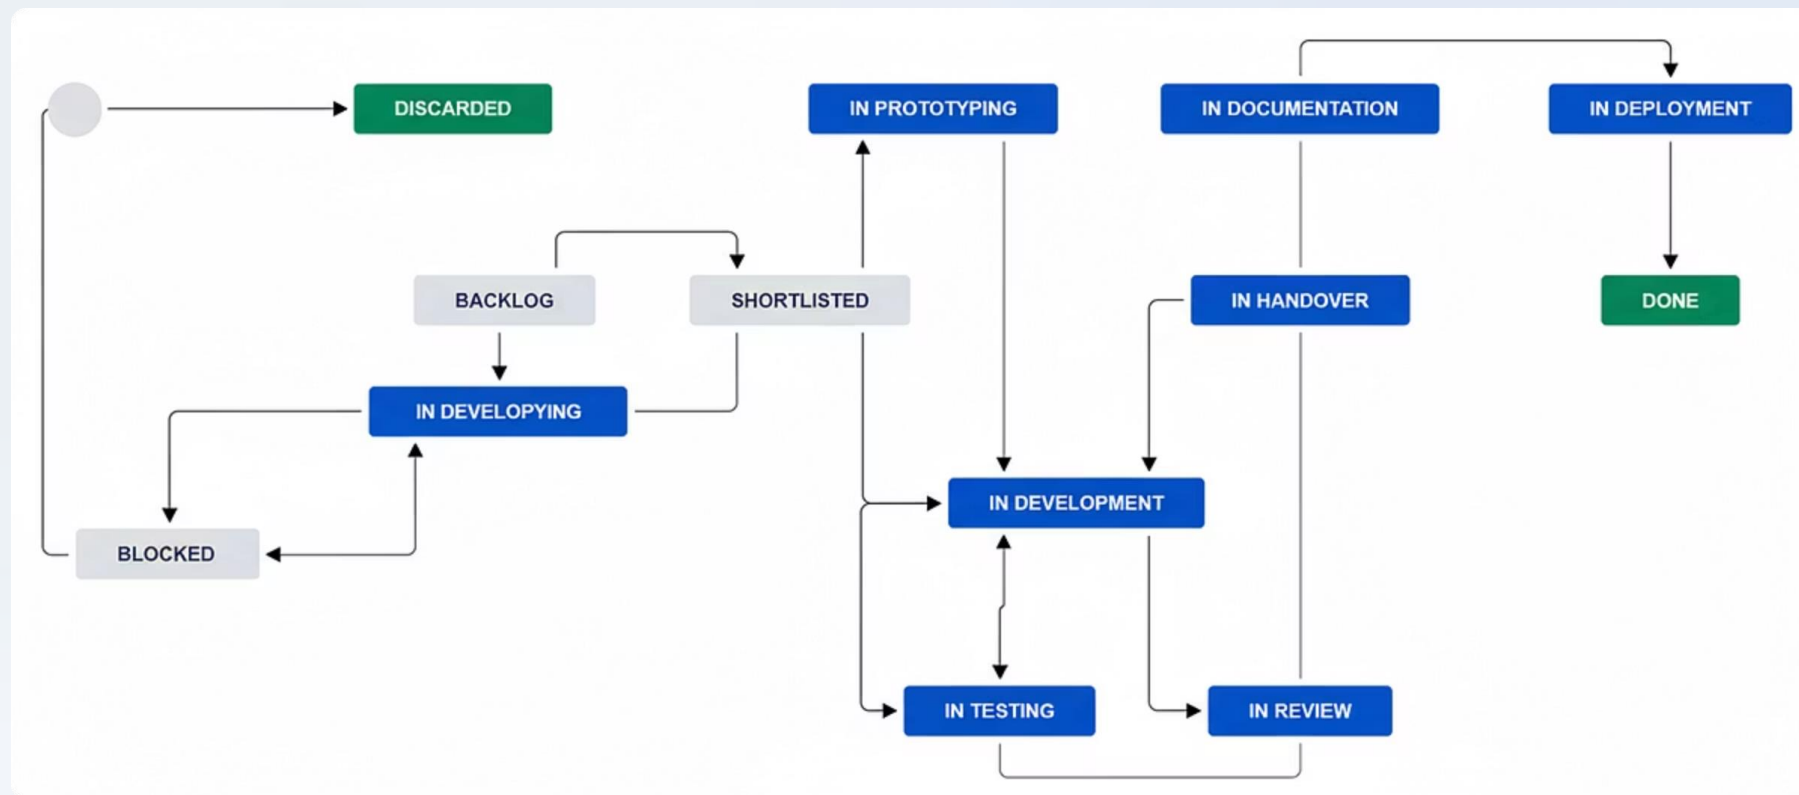 DISCARDED
IN PROTOTYPING
IN DOCUMENTATION
IN DEPLOYMENT
BACKLOG
SHORTLISTED
IN HANDOVER
DONE
IN DEVELOPYING
IN DEVELOPMENT
BLOCKED
IN TESTING
IN REVIEW